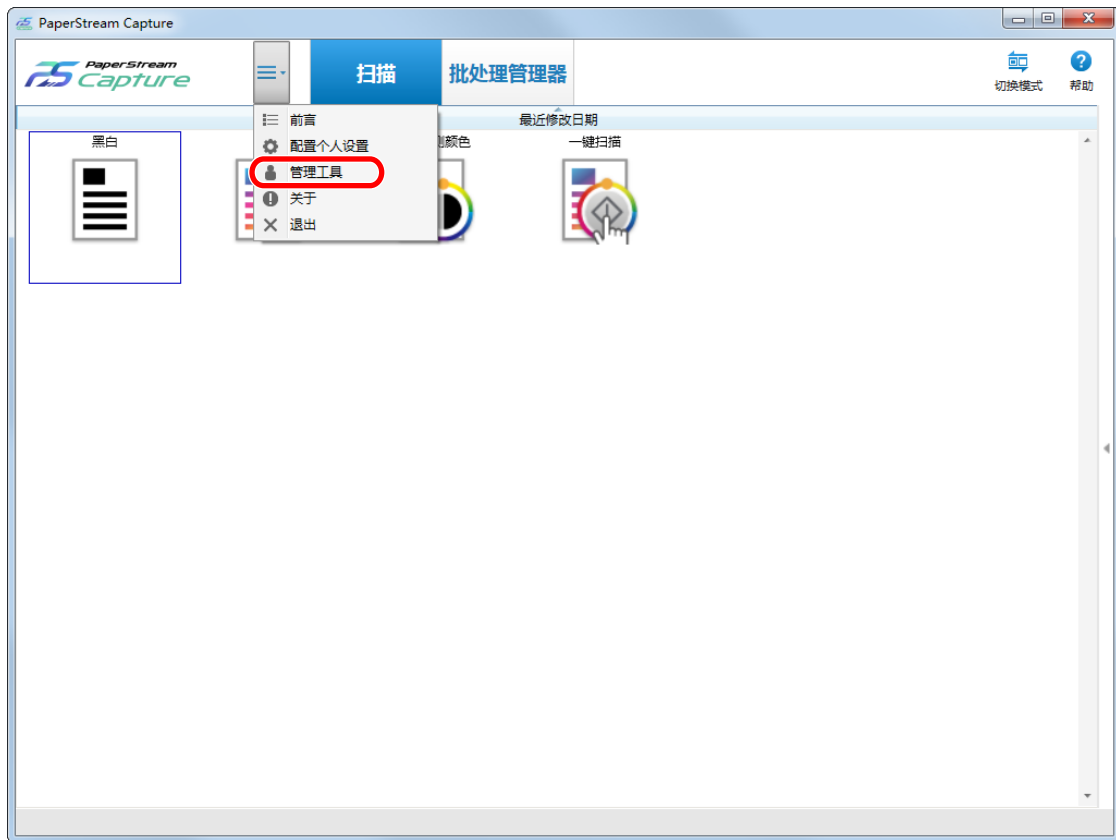 PaperStream Capture
PaperStream
Capture
扫描
批处理管理器
切换模式
帮助
最近修改日期
前言
配置个人设置
管理工具
关于
退出
黑白
颜色
一键扫描